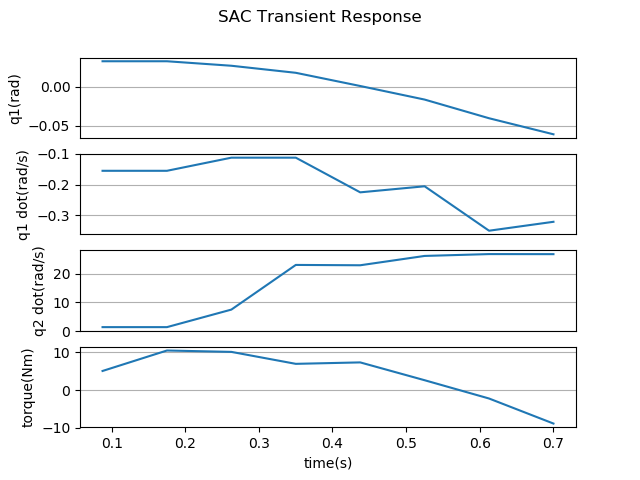 SAC Transient Response
q1(rad)
0.00
−0.05
q1 dot(rad/s)
−0.1
−0.2
−0.3
q2 dot(rad/s)
20
10
0
torque(Nm)
10
0
−10
0.1 0.2 0.3 0.4 0.5 0.6 0.7
time(s)